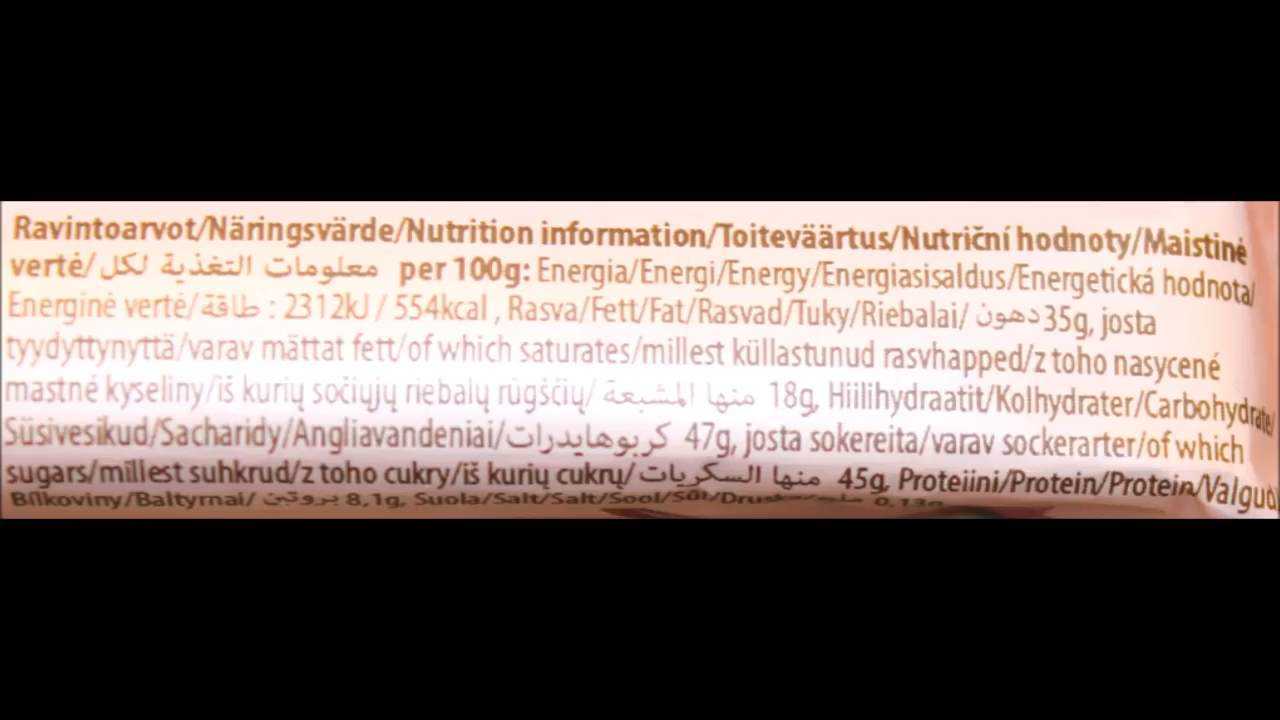 Ravintoarvot/Näringsvärde/Nutrition information/Toiteväärtus/Nutriční hodnoty/Maistinė
vertė/ معلومات التغذية لكل per 100g: Energia/Energi/Energy/Energiasisaldus/Energetická hodnota/
Energinė vertė/طاقة : 2312kJ / 554kcal , Rasva/Fett/Fat/Rasvad/Tuky/Riebalai/ دهون 35g, josta
tyydyttynyttä/varav mättat fett/of which saturates/millest küllastunud rasvhapped/z toho nasycené
mastné kyseliny/iš kurių sočiųjų riebalų rūgščių/ منها المشبعة 18g, Hiilihydraatit/Kolhydrater/Carbohydrate/
Süsivesikud/Sacharidy/Angliavandeniai/كربوهايدرات 47g, josta sokereita/varav sockerarter/of which
sugars/millest suhkrud/z toho cukry/iš kurių cukrų/ منها السكريات 45g, Proteiini/Protein/Protein/Valgud/
Bílkoviny/Baltymai/ بروتين 8,1g, Suola/Salt/Salt/Sool/Sůl/ 0,13g